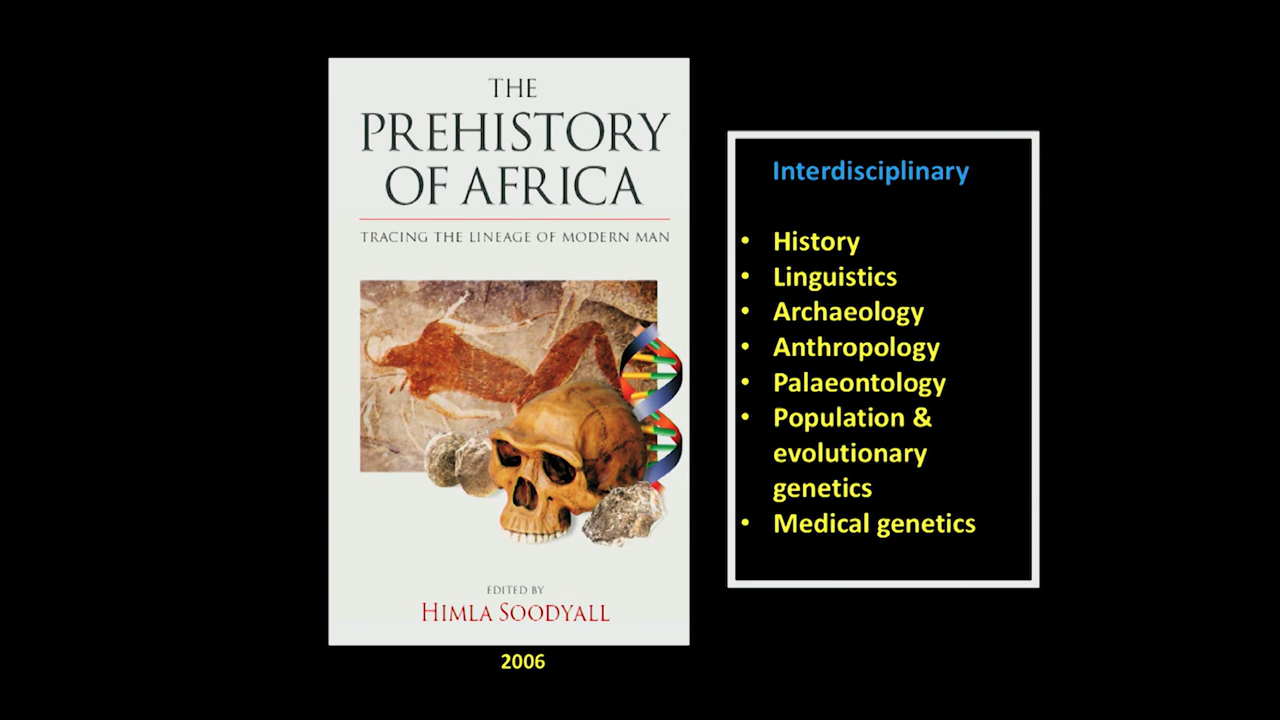 THE
PREHISTORY
OF AFRICA
TRACING THE LINEAGE OF MODERN MAN
EDITED BY
HIMLA SOODYALL
2006
Interdisciplinary
• History
• Linguistics
• Archaeology
• Anthropology
• Palaeontology
• Population &
evolutionary
genetics
• Medical genetics